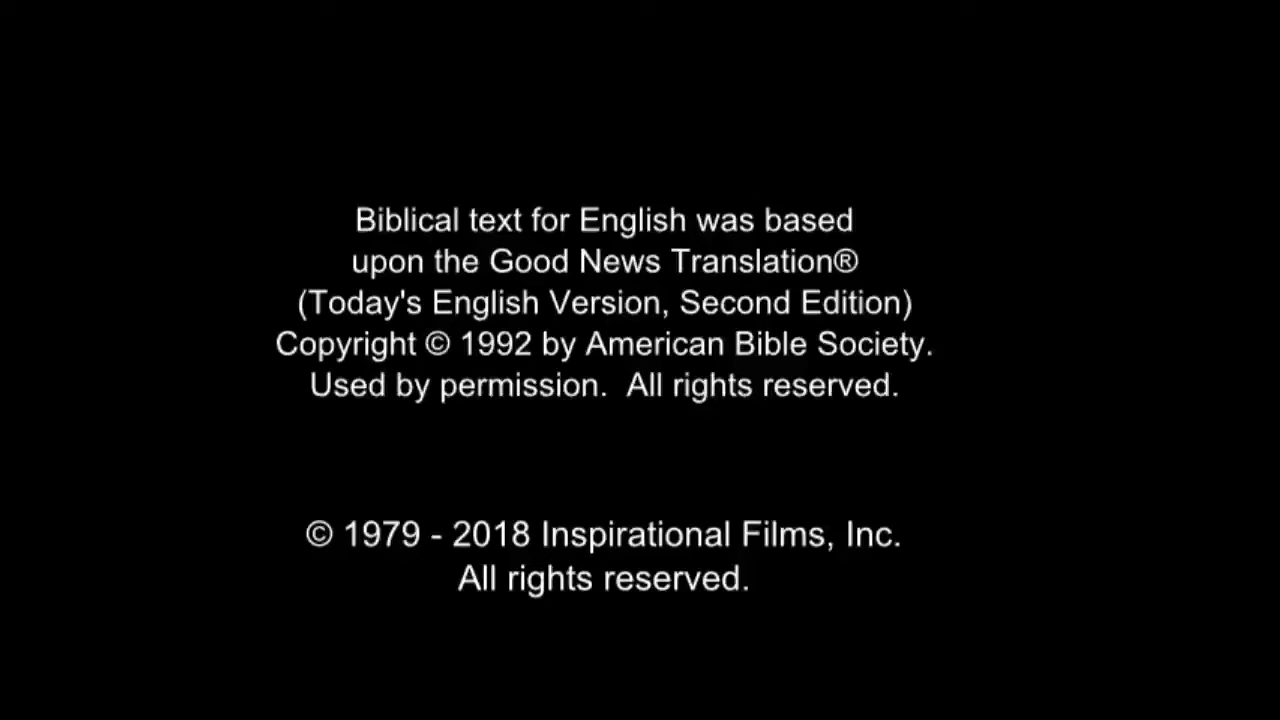 Biblical text for English was based
upon the Good News Translation®
(Today's English Version, Second Edition)
Copyright © 1992 by American Bible Society.
Used by permission.  All rights reserved.
© 1979 - 2018 Inspirational Films, Inc.
All rights reserved.